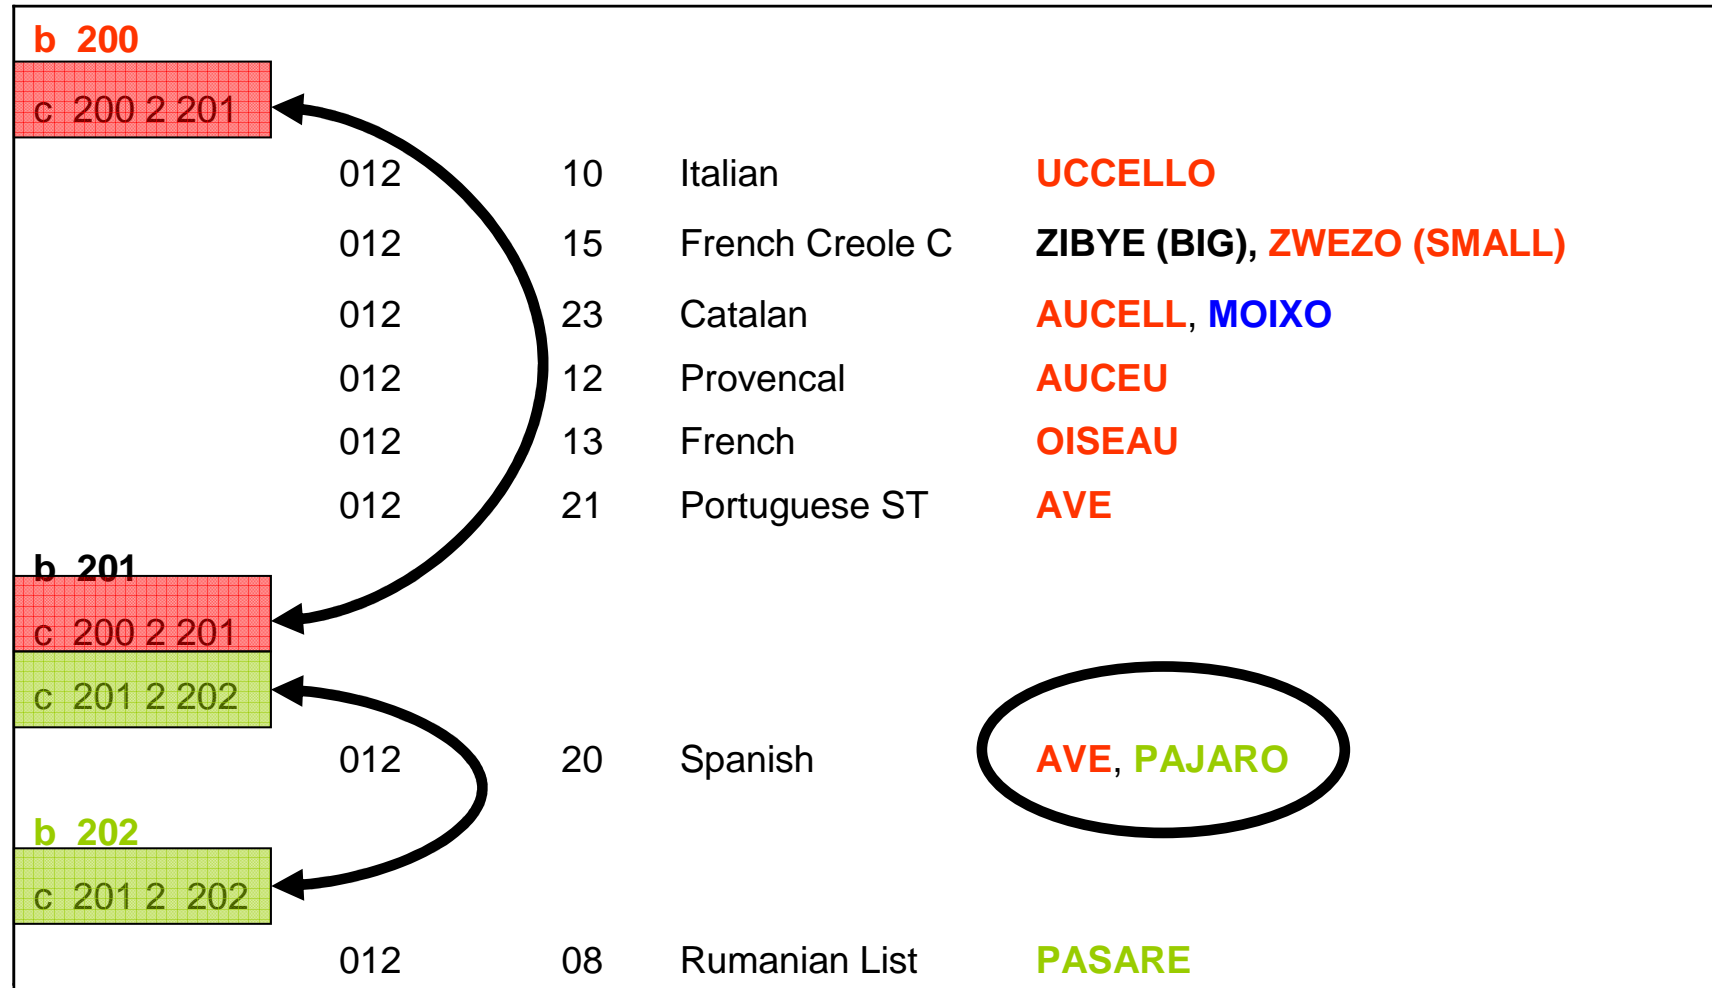 b 200
c 200 2 201
012 10 Italian UCCELLO
012 15 French Creole C ZIBYE (BIG), ZWEZO (SMALL)
012 23 Catalan AUCELL, MOIXO
012 12 Provencal AUCEU
012 13 French OISEAU
012 21 Portuguese ST AVE
b 201
c 200 2 201
c 201 2 202
012 20 Spanish AVE, PAJARO
b 202
c 201 2 202
012 08 Rumanian List PASARE